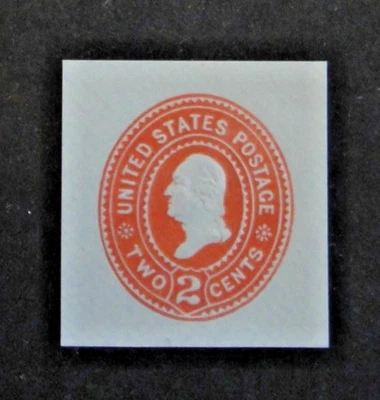 UNITED STATES POSTAGE
TWO 2 CENTS